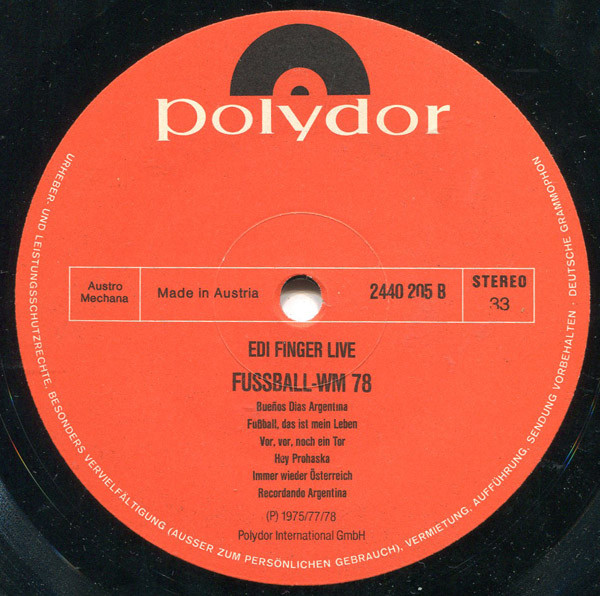 polydor
Austro
Mechana
Made in Austria
2440 205 B
STEREO
33
EDI FINGER LIVE
FUSSBALL-WM 78
Bueños Dias Argentina
Fußball, das ist mein Leben
Vor, vor, noch ein Tor
Hey Prohaska
Immer wieder Österreich
Recordando Argentina
(P) 1975/77/78
Polydor International GmbH
URHEBER- UND LEISTUNGSSCHUTZRECHTE, BESONDERS VERVIELFÄLTIGUNG (AUSSER ZUM PERSÖNLICHEN GEBRAUCH), VERMIETUNG, AUFFÜHRUNG, SENDUNG VORBEHALTEN · DEUTSCHE GRAMMOPHON